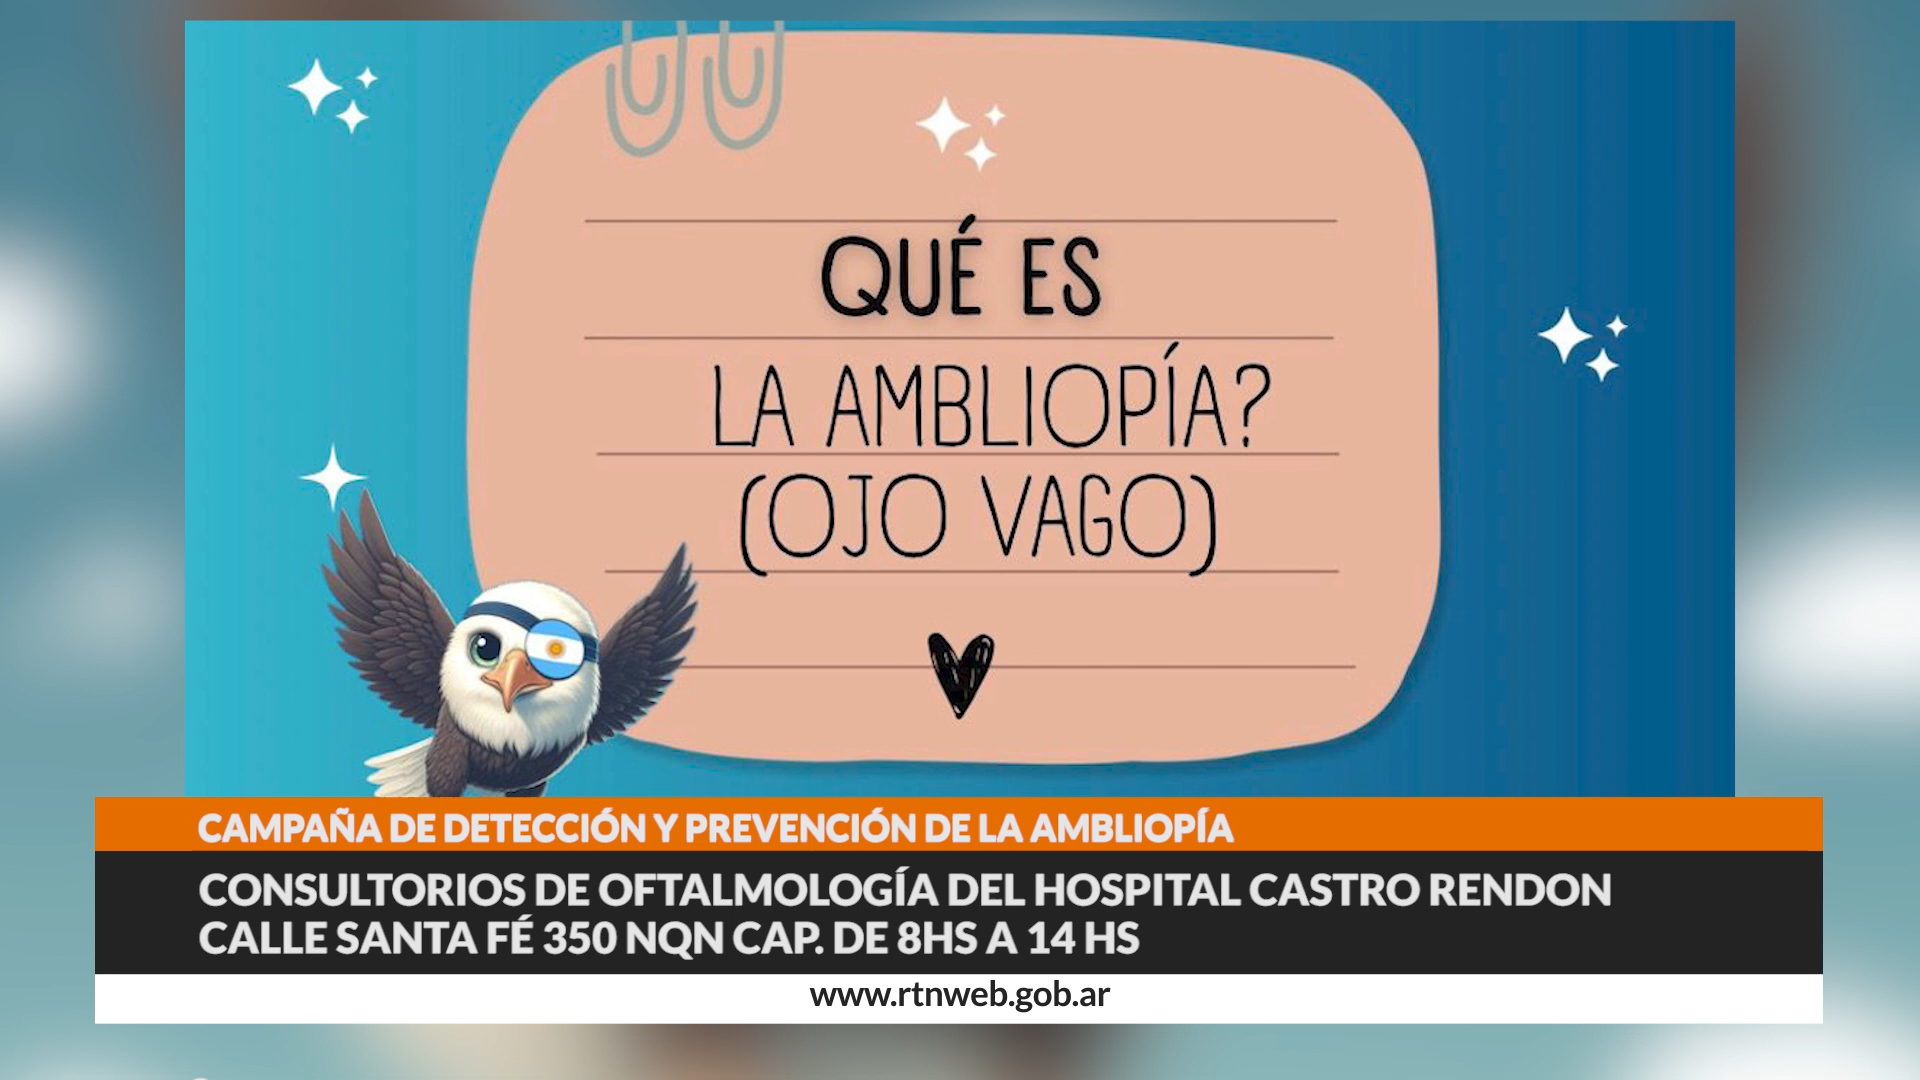 QUÉ ES
LA AMBLIOPÍA?
(OJO VAGO)
CAMPAÑA DE DETECCIÓN Y PREVENCIÓN DE LA AMBLIOPÍA
CONSULTORIOS DE OFTALMOLOGÍA DEL HOSPITAL CASTRO RENDON
CALLE SANTA FÉ 350 NQN CAP. DE 8HS A 14 HS
www.rtnweb.gob.ar